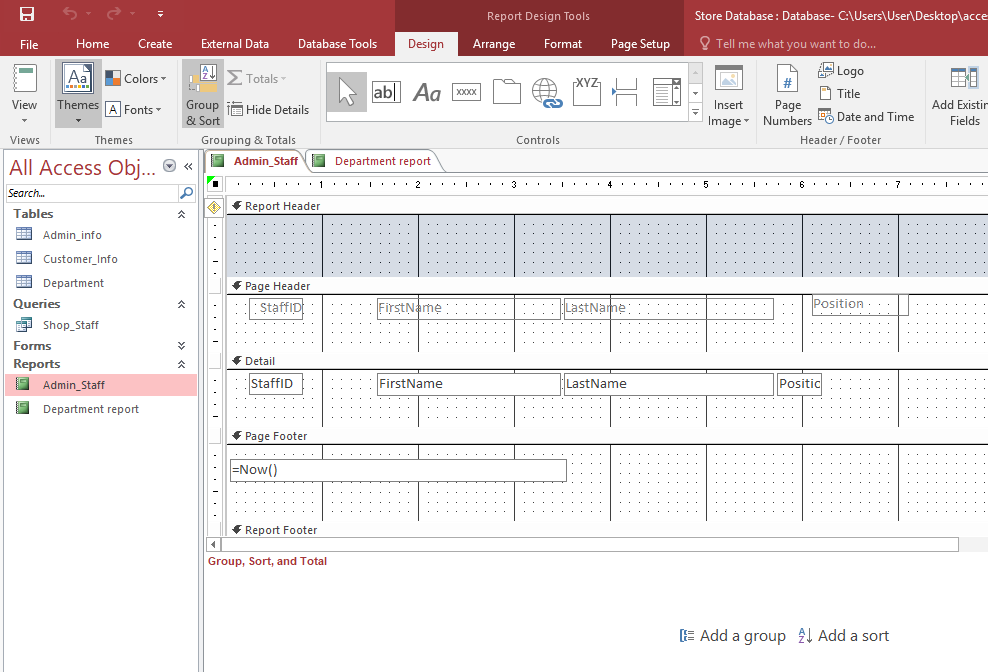 Report Design Tools
Store Database : Database- C:\Users\User\Desktop\acce
File Home Create External Data Database Tools Design Arrange Format Page Setup Tell me what you want to do...
View
Views
Aa
Themes
Colors
A Fonts
Themes
Group
& Sort
Totals
Hide Details
Grouping & Totals
ab|
Aa
xxxx
XYZ
Controls
Insert
Image
#
Page
Numbers
Logo
Title
Date and Time
Header / Footer
Add Existin
Fields
All Access Obj...
Search...
Tables
Admin_info
Customer_Info
Department
Queries
Shop_Staff
Forms
Reports
Admin_Staff
Department report
Admin_Staff Department report
1 2 3 4 5 6 7
Report Header
Page Header
StaffID FirstName LastName Position
Detail
StaffID FirstName LastName Positic
Page Footer
=Now()
Report Footer
Group, Sort, and Total
Add a group Add a sort